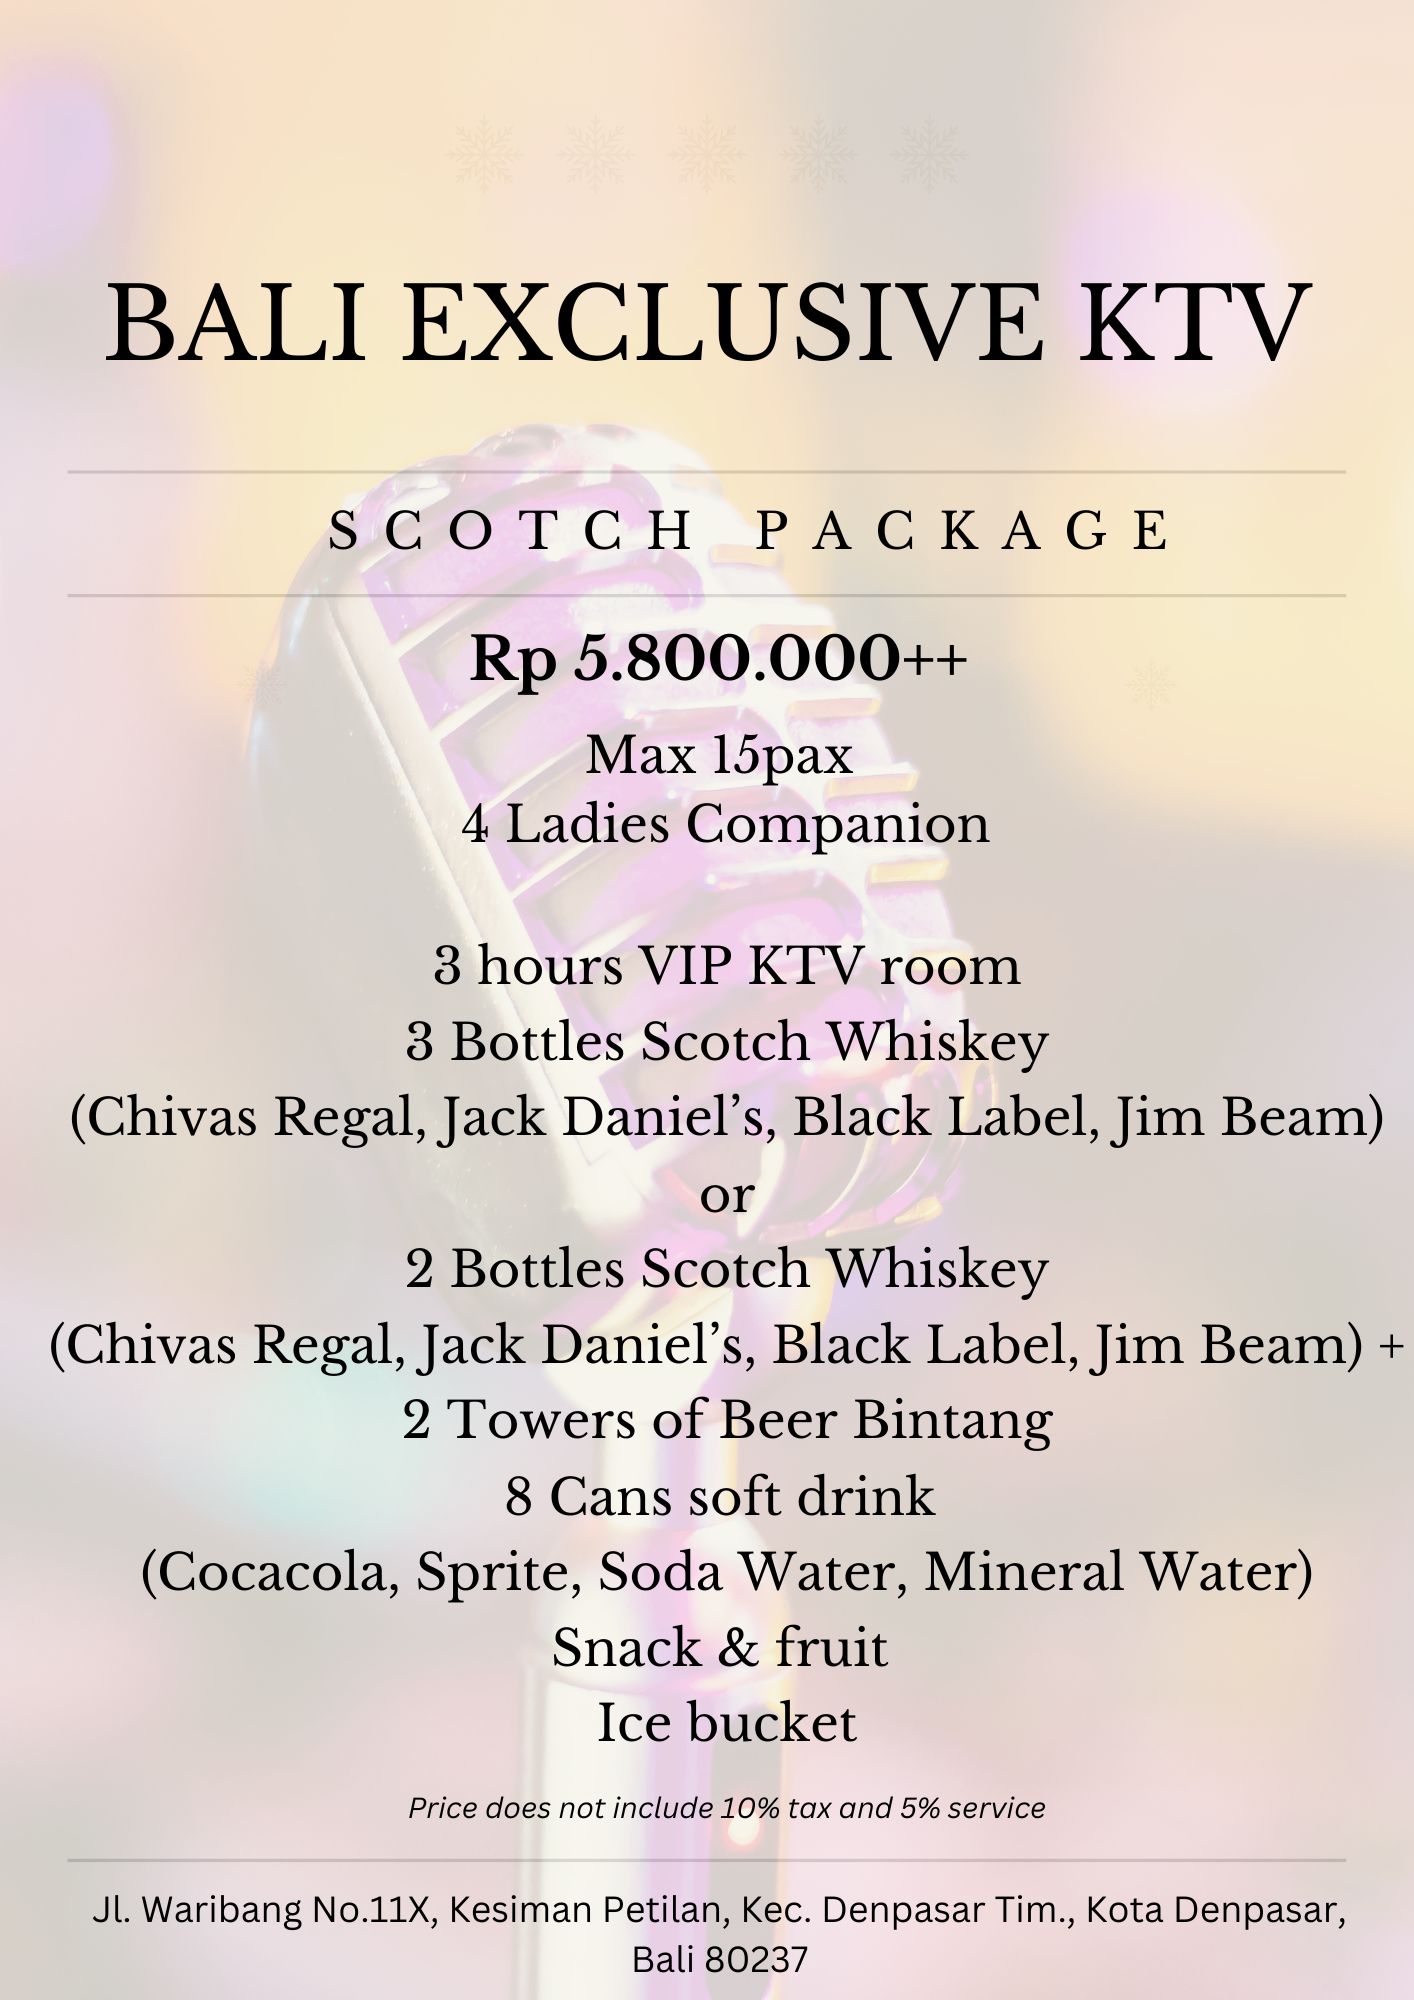 BALI EXCLUSIVE KTV
SCOTCH PACKAGE
Rp 5.800.000++
Max 15pax
4 Ladies Companion
3 hours VIP KTV room
3 Bottles Scotch Whiskey
(Chivas Regal, Jack Daniel’s, Black Label, Jim Beam)
or
2 Bottles Scotch Whiskey
(Chivas Regal, Jack Daniel’s, Black Label, Jim Beam) +
2 Towers of Beer Bintang
8 Cans soft drink
(Cocacola, Sprite, Soda Water, Mineral Water)
Snack & fruit
Ice bucket
Price does not include 10% tax and 5% service
Jl. Waribang No.11X, Kesiman Petilan, Kec. Denpasar Tim., Kota Denpasar,
Bali 80237